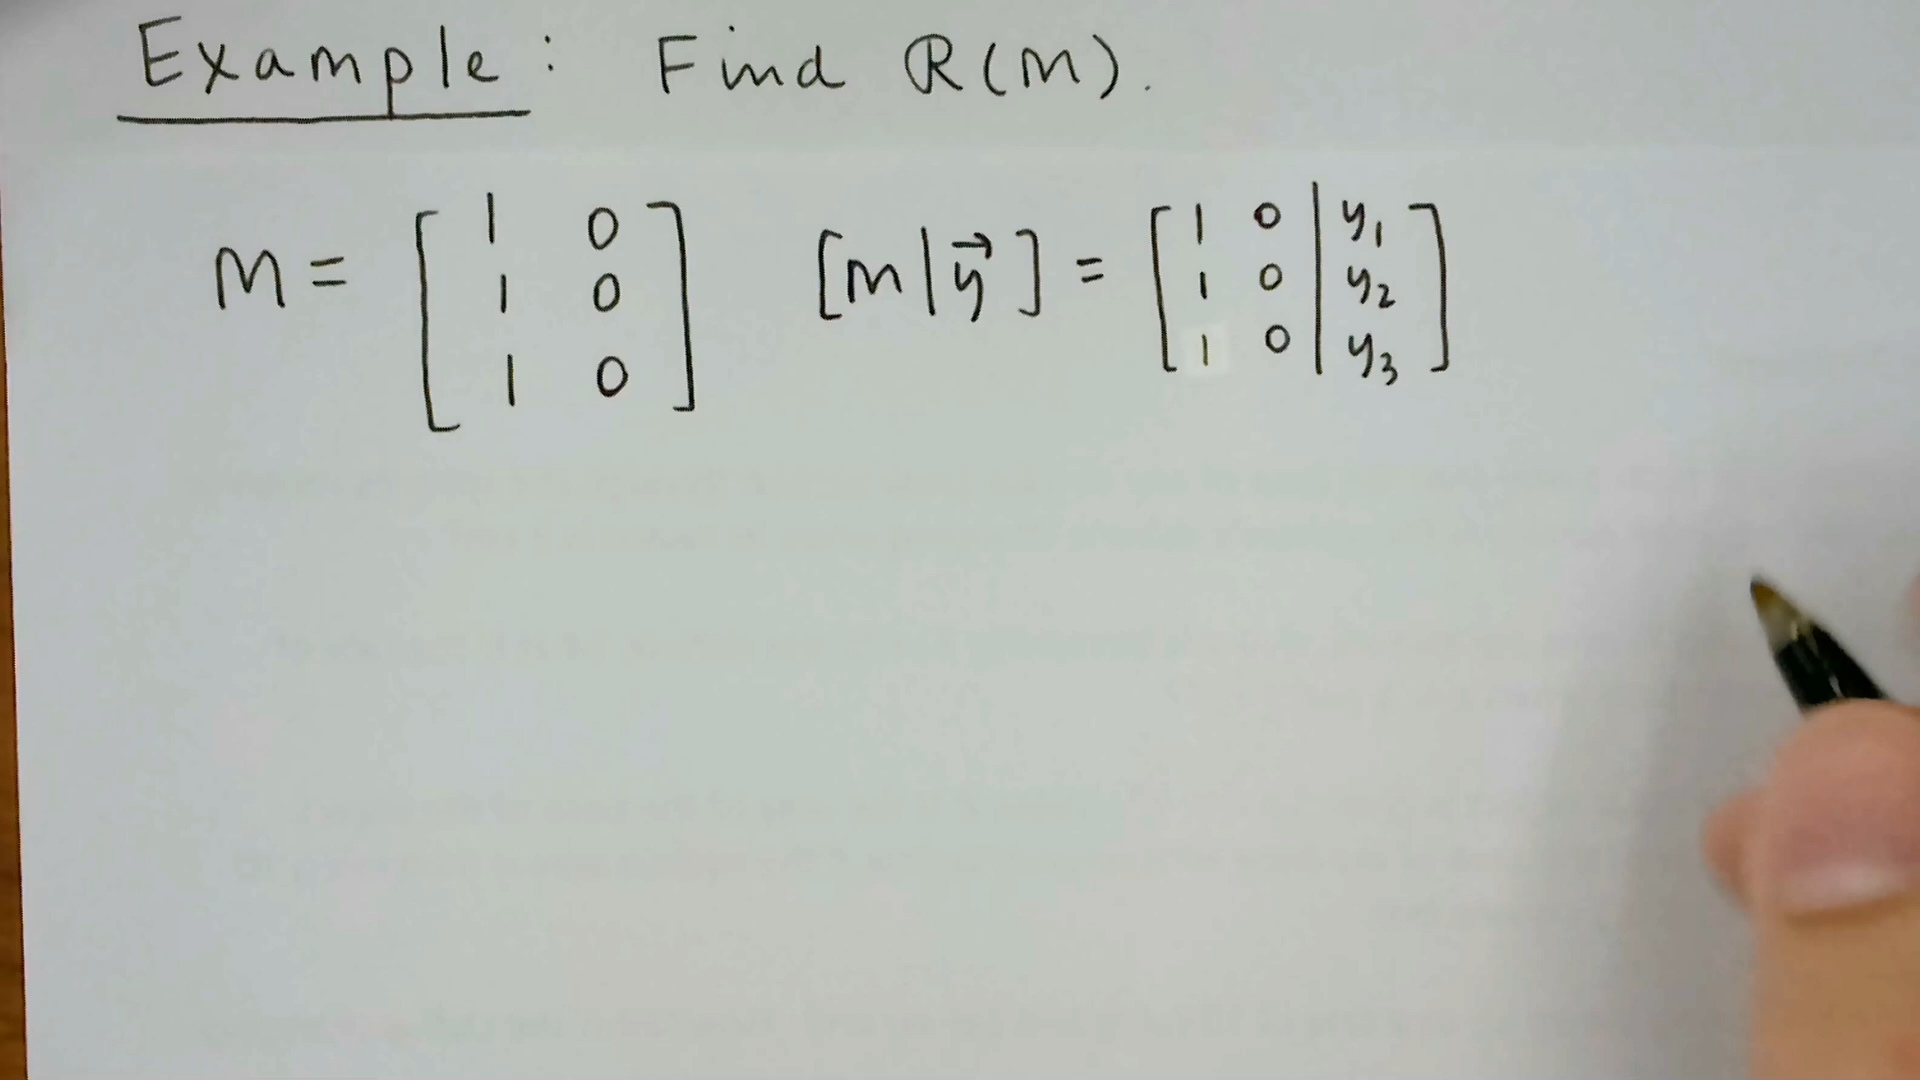 Example: Find R(M).
M = [ 1 0 [M|y⃗] = [ 1 0 | y₁ ]
1 0 1 0 | y₂
1 0 ] 1 0 | y₃ ]